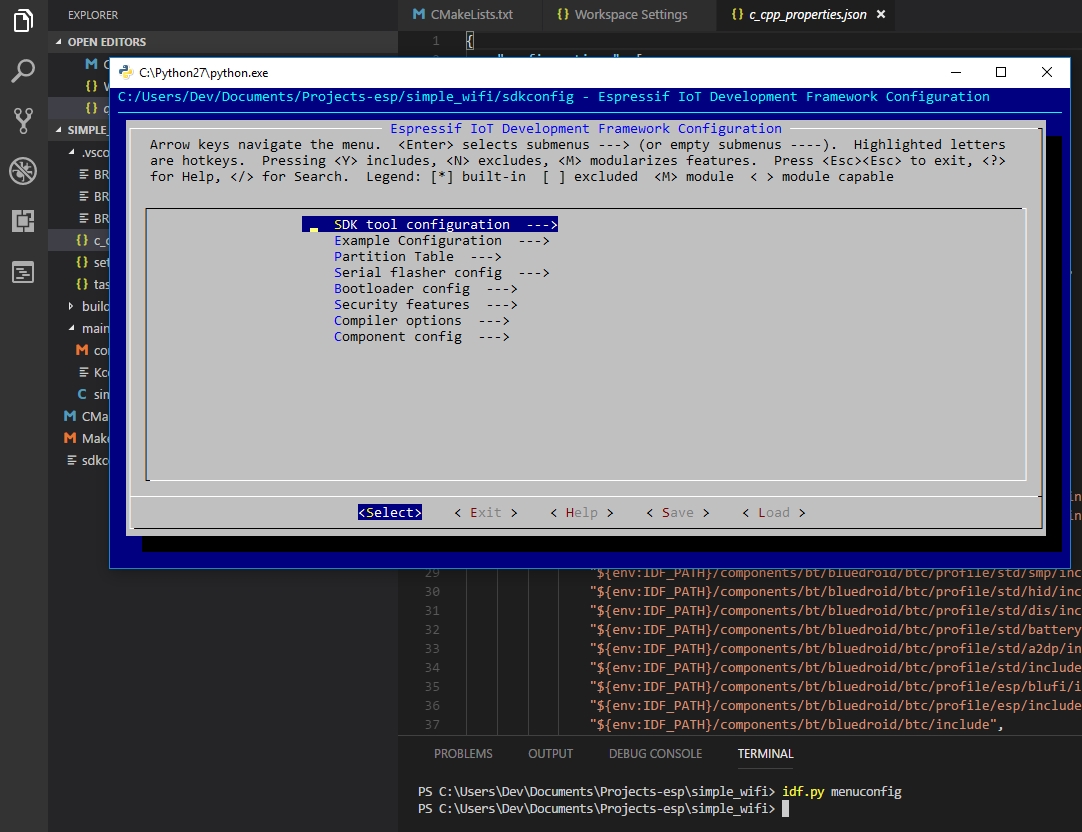 EXPLORER
CMakeLists.txt
{} Workspace Settings
{} c_cpp_properties.json ×
OPEN EDITORS
1 {
C:\Python27\python.exe
C:/Users/Dev/Documents/Projects-esp/simple_wifi/sdkconfig - Espressif IoT Development Framework Configuration
Espressif IoT Development Framework Configuration
Arrow keys navigate the menu. <Enter> selects submenus ---> (or empty submenus ----). Highlighted letters
are hotkeys. Pressing <Y> includes, <N> excludes, <M> modularizes features. Press <Esc><Esc> to exit, <?>
for Help, </> for Search. Legend: [*] built-in [ ] excluded <M> module < > module capable
SDK tool configuration --->
Example Configuration --->
Partition Table --->
Serial flasher config --->
Bootloader config --->
Security features --->
Compiler options --->
Component config --->
<Select> < Exit > < Help > < Save > < Load >
SIMPLE_
.vsco
BR
BR
BR
{} c_c
{} set
{} tas
build
main
M co
Kc
C sin
M CMa
M Make
sdkc
29 "${env:IDF_PATH}/components/bt/bluedroid/btc/profile/std/smp/inc
30 "${env:IDF_PATH}/components/bt/bluedroid/btc/profile/std/hid/inc
31 "${env:IDF_PATH}/components/bt/bluedroid/btc/profile/std/dis/inc
32 "${env:IDF_PATH}/components/bt/bluedroid/btc/profile/std/battery
33 "${env:IDF_PATH}/components/bt/bluedroid/btc/profile/std/a2dp/in
34 "${env:IDF_PATH}/components/bt/bluedroid/btc/profile/std/include
35 "${env:IDF_PATH}/components/bt/bluedroid/btc/profile/esp/blufi/i
36 "${env:IDF_PATH}/components/bt/bluedroid/btc/profile/esp/include
37 "${env:IDF_PATH}/components/bt/bluedroid/btc/include",
PROBLEMS OUTPUT DEBUG CONSOLE TERMINAL
PS C:\Users\Dev\Documents\Projects-esp\simple_wifi> idf.py menuconfig
PS C:\Users\Dev\Documents\Projects-esp\simple_wifi>